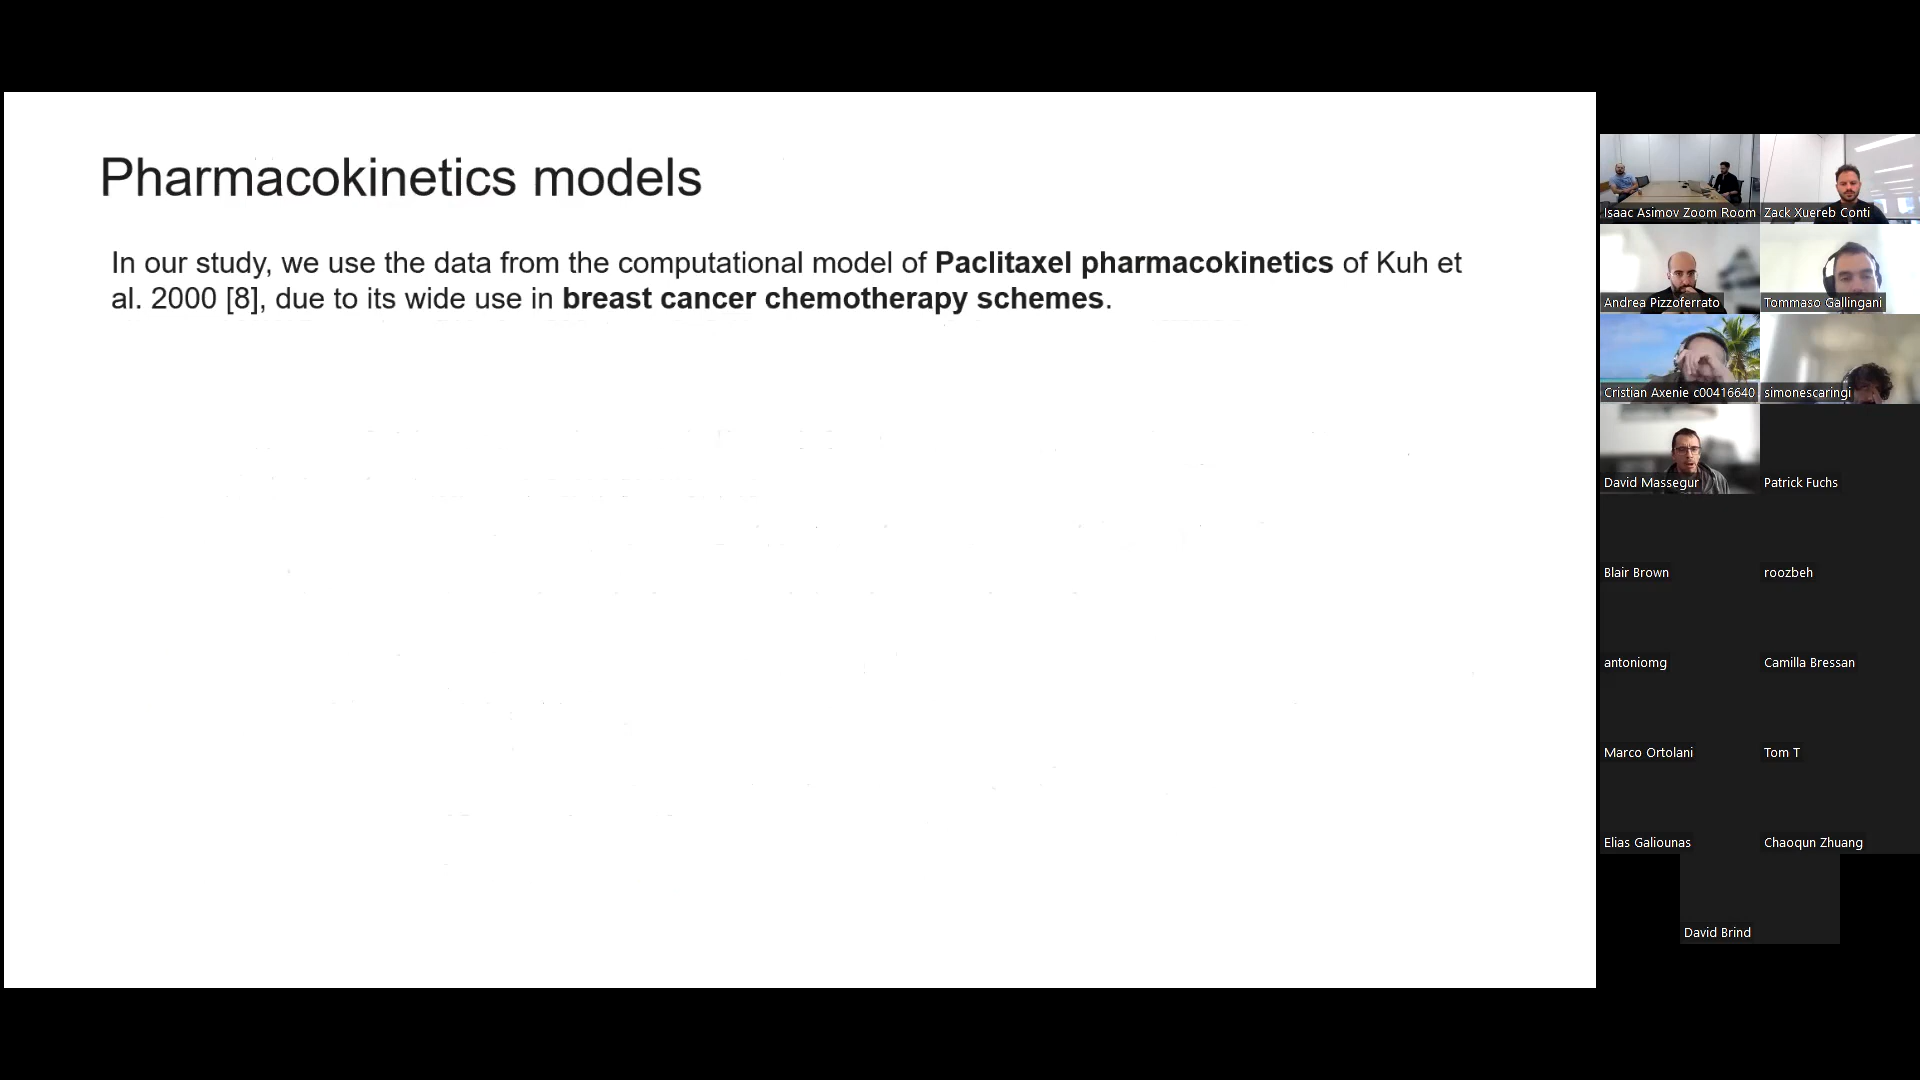 Pharmacokinetics models
In our study, we use the data from the computational model of Paclitaxel pharmacokinetics of Kuh et
al. 2000 [8], due to its wide use in breast cancer chemotherapy schemes.
Isaac Asimov Zoom Room
Zack Xuereb Conti
Andrea Pizzoferrato
Tommaso Gallingani
Cristian Axenie c00416640
simonescaringi
David Massegur
Patrick Fuchs
Blair Brown
roozbeh
antoniomg
Camilla Bressan
Marco Ortolani
Tom T
Elias Galiounas
Chaoqun Zhuang
David Brind